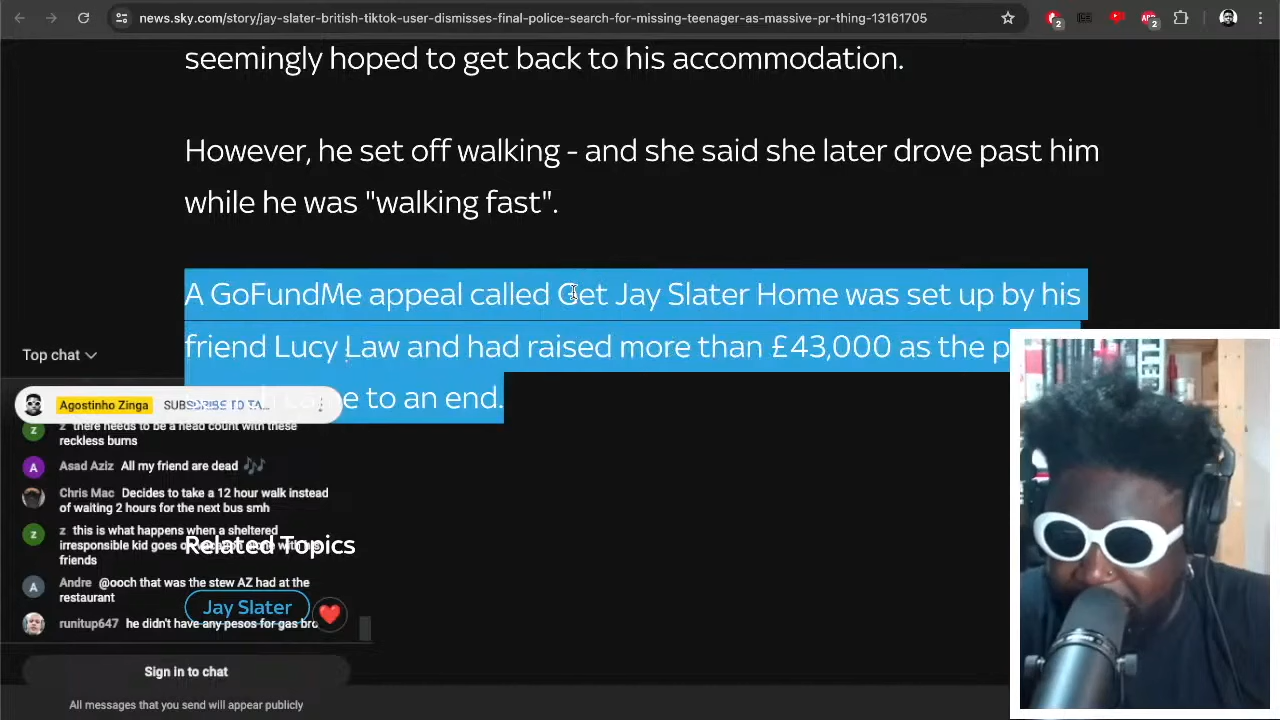 news.sky.com/story/jay-slater-british-tiktok-user-dismisses-final-police-search-for-missing-teenager-as-massive-pr-thing-13161705
2
2
seemingly hoped to get back to his accommodation.
However, he set off walking - and she said she later drove past him
while he was "walking fast".
A GoFundMe appeal called Get Jay Slater Home was set up by his
friend Lucy Law and had raised more than £43,000 as the
to an end.
Top chat
Agostinho Zinga SUBSCRIBE TO TA...
z there needs to be a head count with these
reckless bums
A Asad Aziz All my friend are dead 🎶
Chris Mac Decides to take a 12 hour walk instead
of waiting 2 hours for the next bus smh
z z this is what happens when a sheltered
irresponsible kid goes
friends
Related Topics
A Andre @ooch that was the stew AZ had at the
restaurant
Jay Slater
runitup647 he didn't have any pesos for gas bro
Sign in to chat
All messages that you send will appear publicly